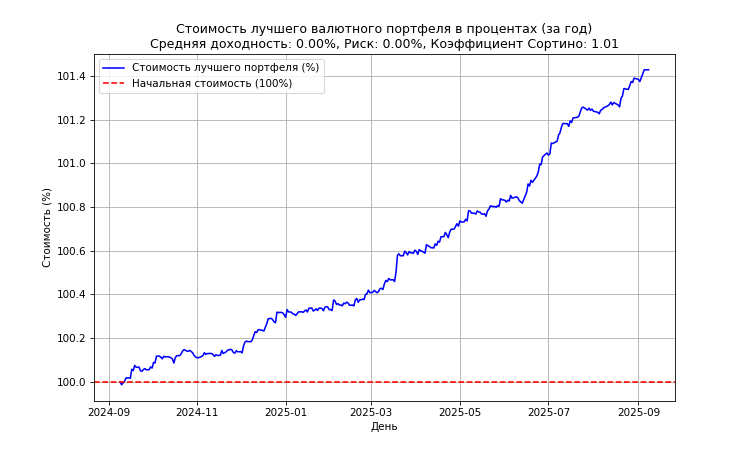 Стоимость лучшего валютного портфеля в процентах (за год)
Средняя доходность: 0.00%, Риск: 0.00%, Коэффициент Сортино: 1.01
Стоимость лучшего портфеля (%)
Начальная стоимость (100%)
Стоимость (%)
101.4
101.2
101.0
100.8
100.6
100.4
100.2
100.0
2024-09
2024-11
2025-01
2025-03
2025-05
2025-07
2025-09
День